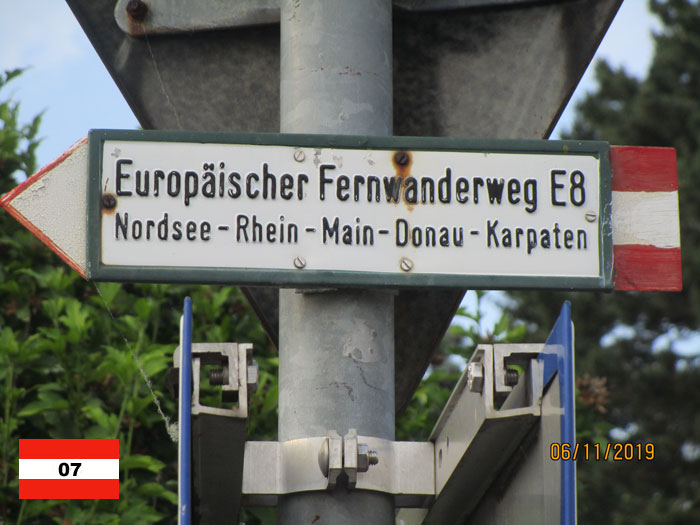 Europäischer Fernwanderweg E8
Nordsee - Rhein - Main - Donau - Karpaten
07
06/11/2019